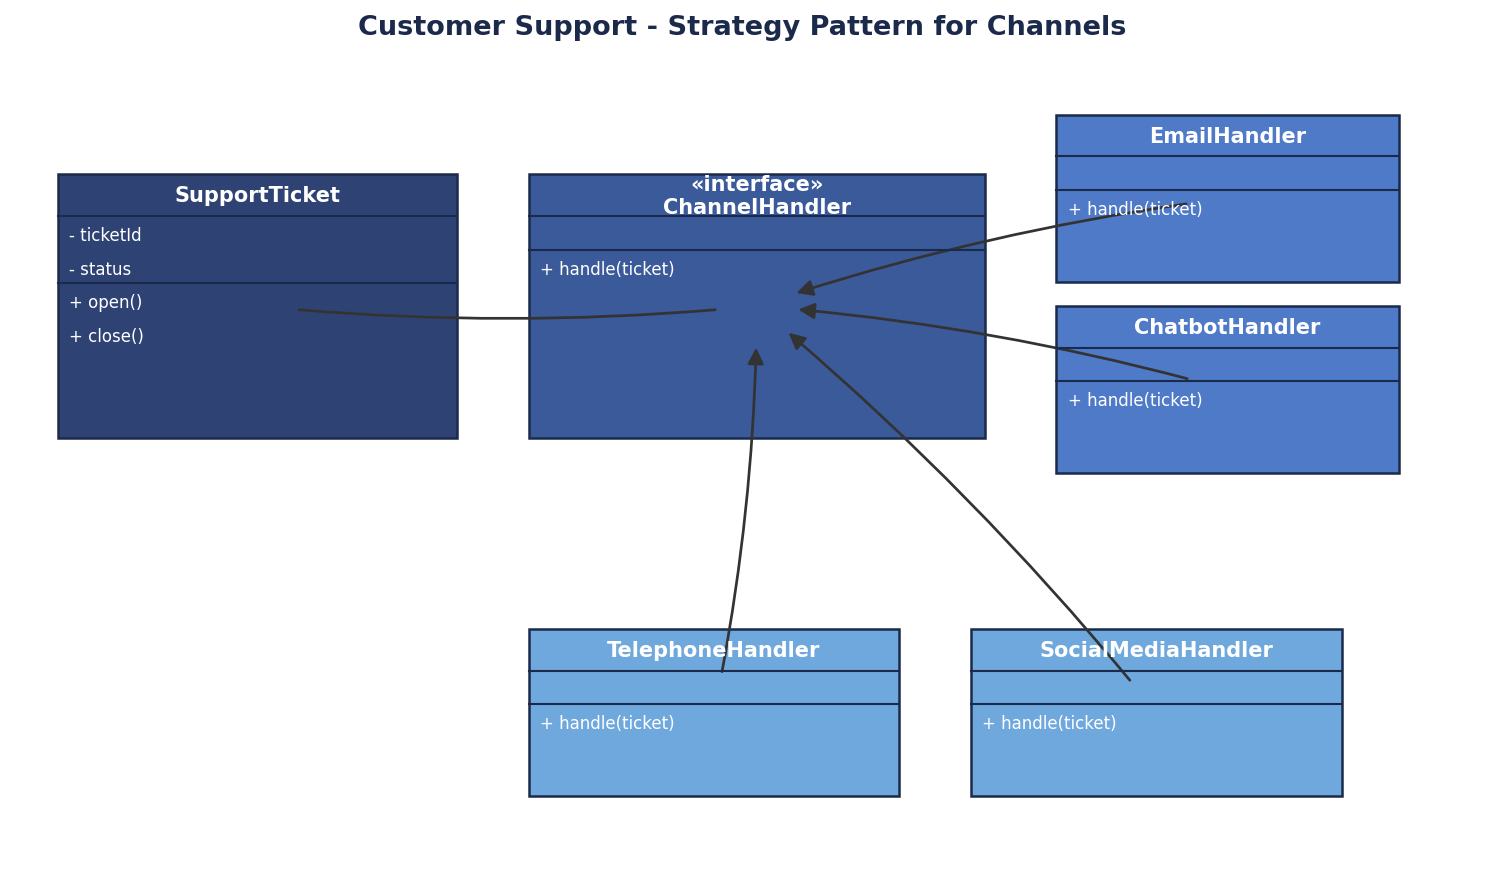 Customer Support - Strategy Pattern for Channels
SupportTicket
- ticketId
- status
+ open()
+ close()
«interface»
ChannelHandler
+ handle(ticket)
EmailHandler
+ handle(ticket)
ChatbotHandler
+ handle(ticket)
TelephoneHandler
+ handle(ticket)
SocialMediaHandler
+ handle(ticket)